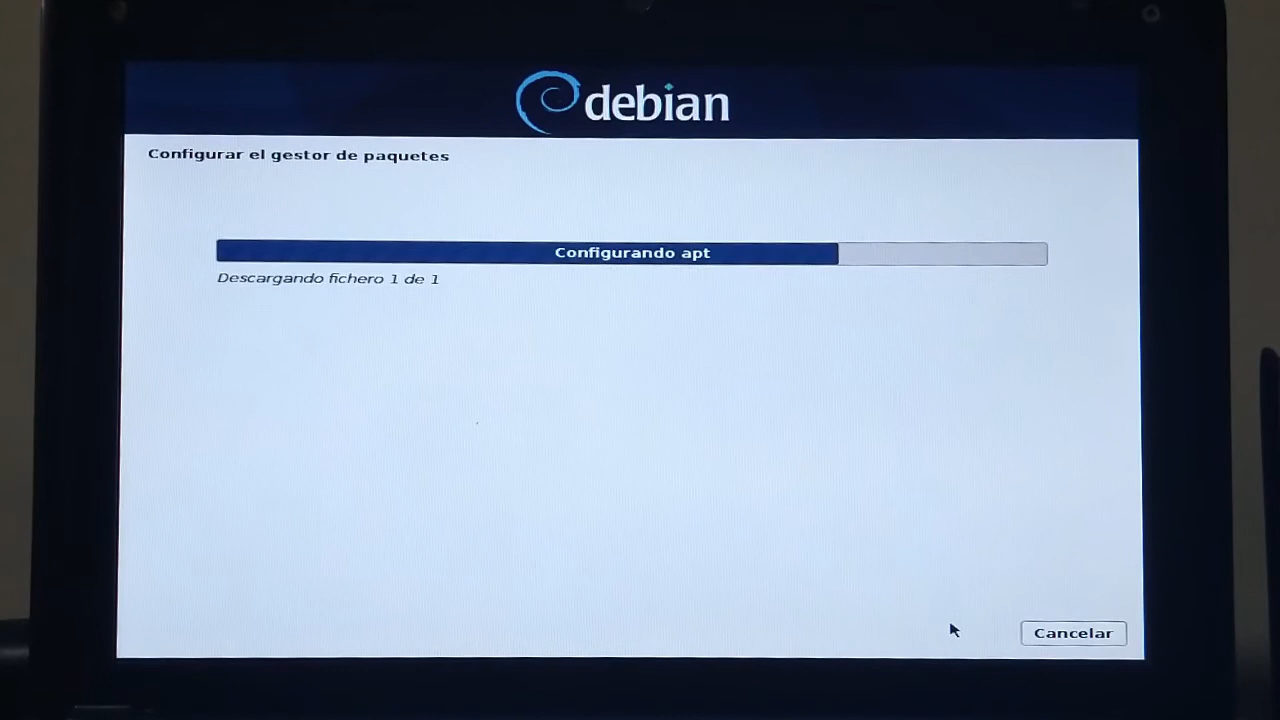 debian
Configurar el gestor de paquetes
Configurando apt
Descargando fichero 1 de 1
Cancelar